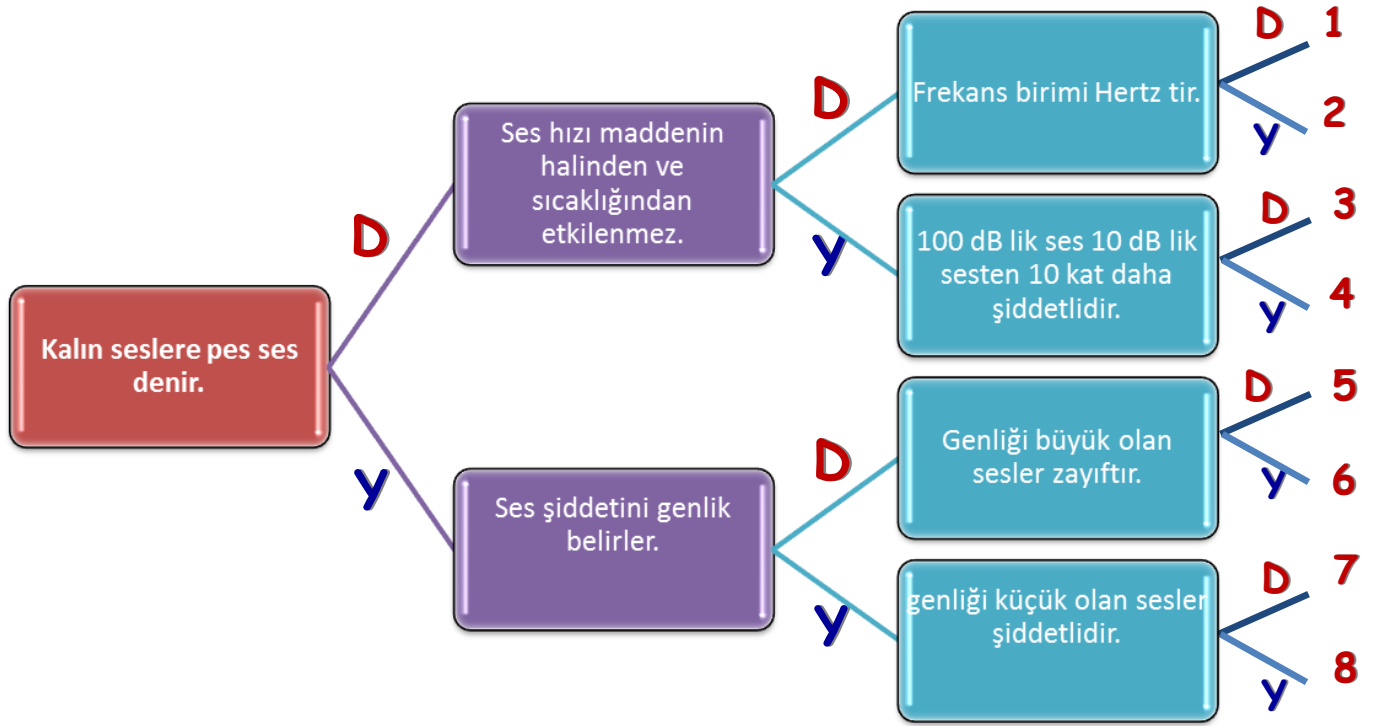 Kalın seslere pes ses
denir.
D
Y
Ses hızı maddenin
halinden ve
sıcaklığından
etkilenmez.
D
Y
Ses şiddetini genlik
belirler.
D
Y
Frekans birimi Hertz tir.
D 1
Y 2
100 dB lik ses 10 dB lik
sesten 10 kat daha
şiddetlidir.
D 3
Y 4
Genliği büyük olan
sesler zayıftır.
D 5
Y 6
genliği küçük olan sesler
şiddetlidir.
D 7
Y 8